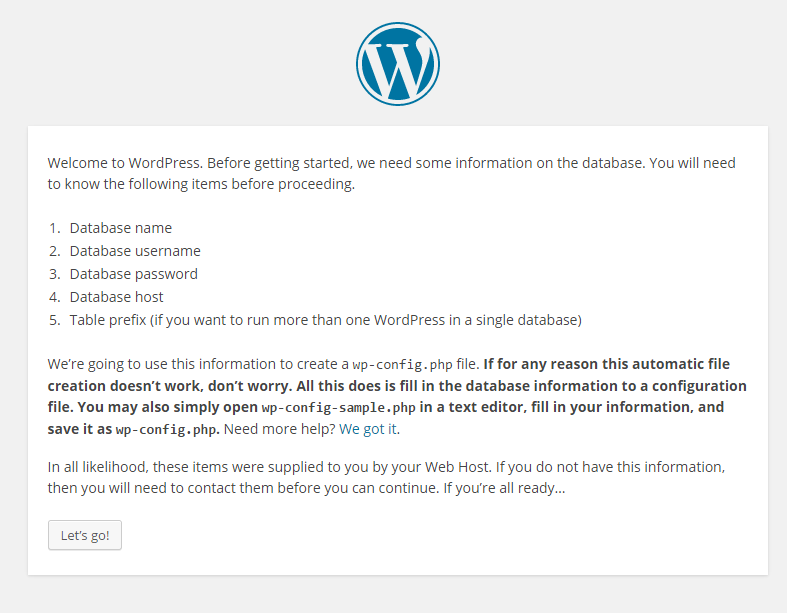 W
Welcome to WordPress. Before getting started, we need some information on the database. You will need
to know the following items before proceeding.
1. Database name
2. Database username
3. Database password
4. Database host
5. Table prefix (if you want to run more than one WordPress in a single database)
We’re going to use this information to create a wp-config.php file. If for any reason this automatic file
creation doesn’t work, don’t worry. All this does is fill in the database information to a configuration
file. You may also simply open wp-config-sample.php in a text editor, fill in your information, and
save it as wp-config.php. Need more help? We got it.
In all likelihood, these items were supplied to you by your Web Host. If you do not have this information,
then you will need to contact them before you can continue. If you’re all ready…
Let’s go!